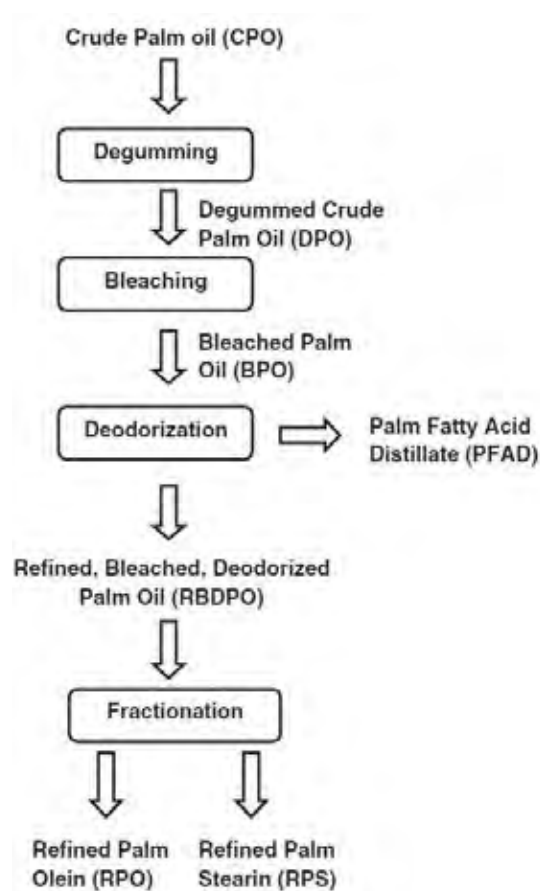 Crude Palm oil (CPO)
Degumming
Degummed Crude
Palm Oil (DPO)
Bleaching
Bleached Palm
Oil (BPO)
Deodorization
Palm Fatty Acid
Distillate (PFAD)
Refined, Bleached, Deodorized
Palm Oil (RBDPO)
Fractionation
Refined Palm
Olein (RPO)
Refined Palm
Stearin (RPS)